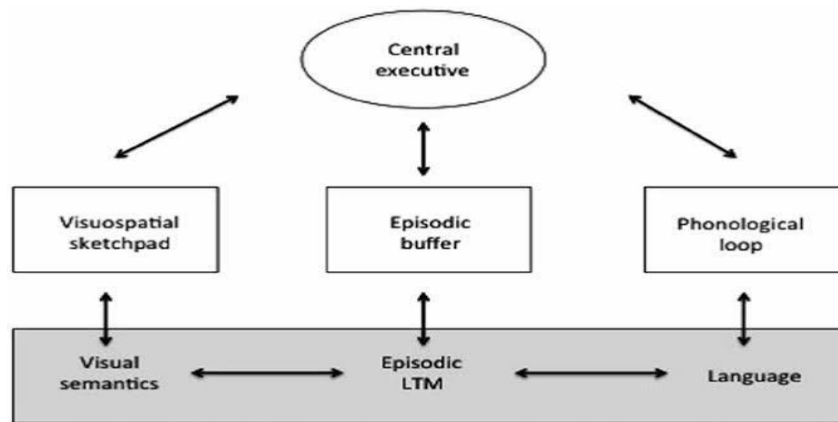 Central
executive
Visuospatial
sketchpad
Episodic
buffer
Phonological
loop
Visual
semantics
Episodic
LTM
Language